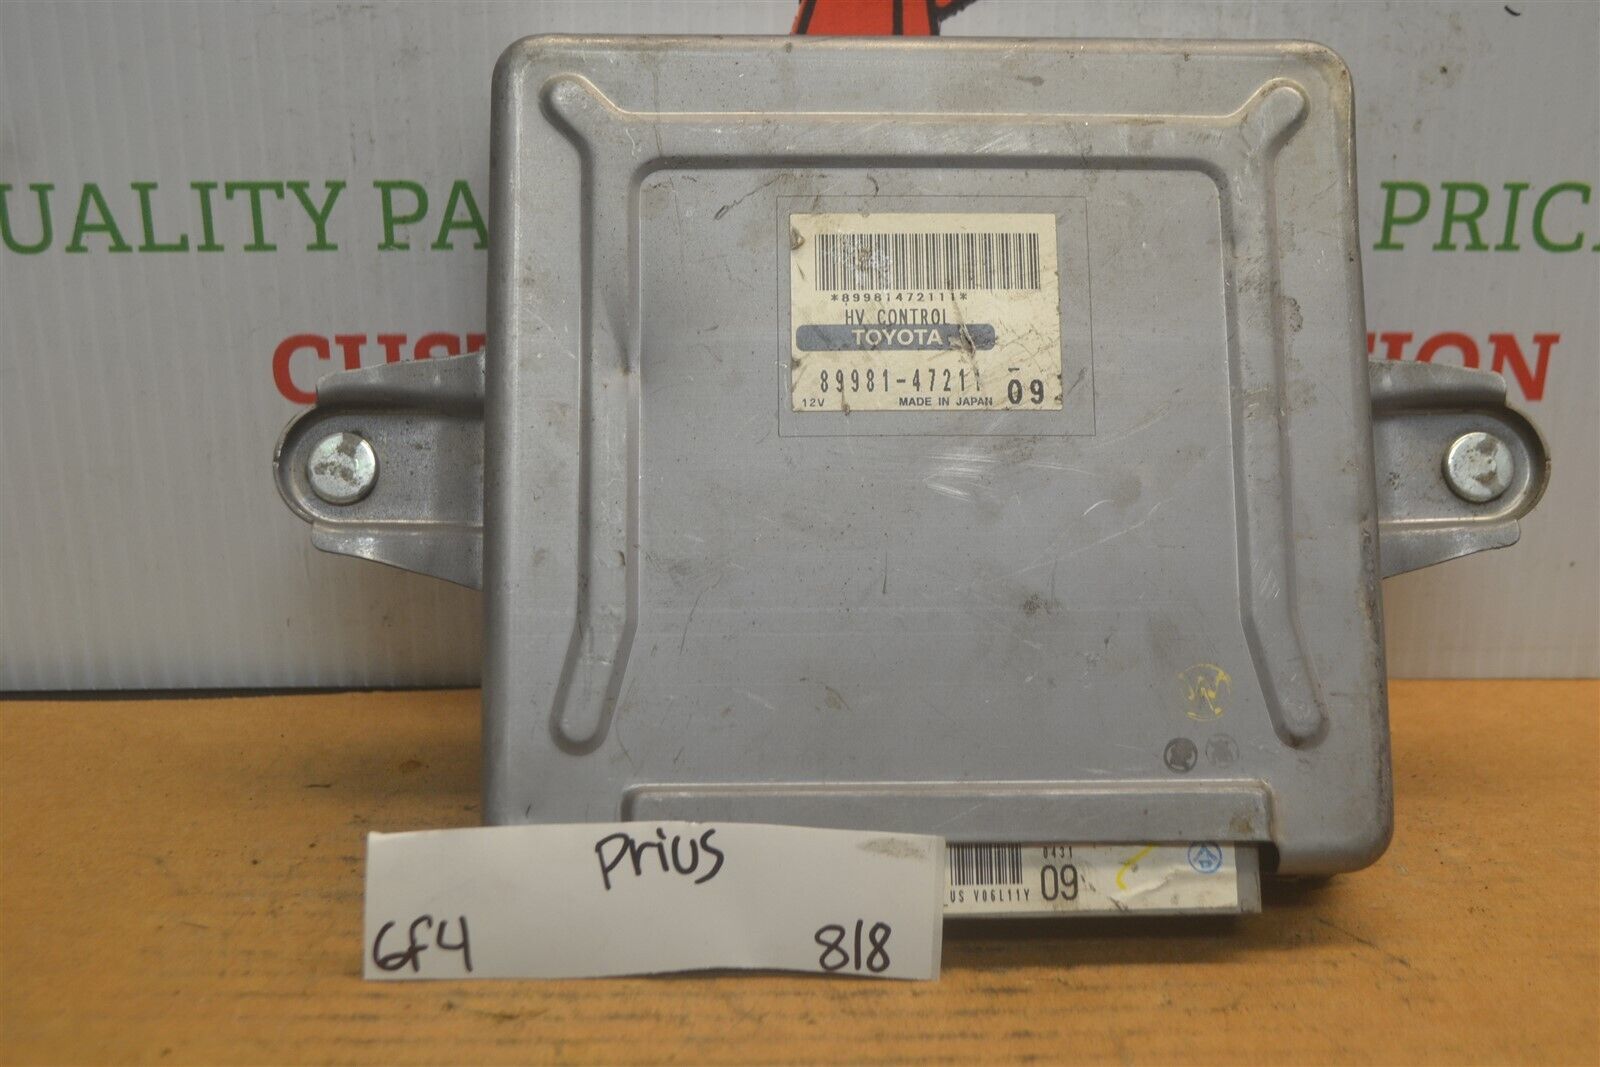 UALITY PA
PRIC
CUS
ION
*89981472111*
HV CONTROL
TOYOTA
89981-47211
09
12V MADE IN JAPAN
0431
09
US V06L11Y
Prius
6f4
818